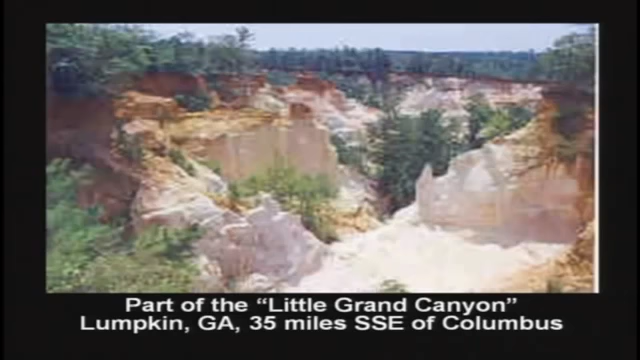 Part of the “Little Grand Canyon”
Lumpkin, GA, 35 miles SSE of Columbus